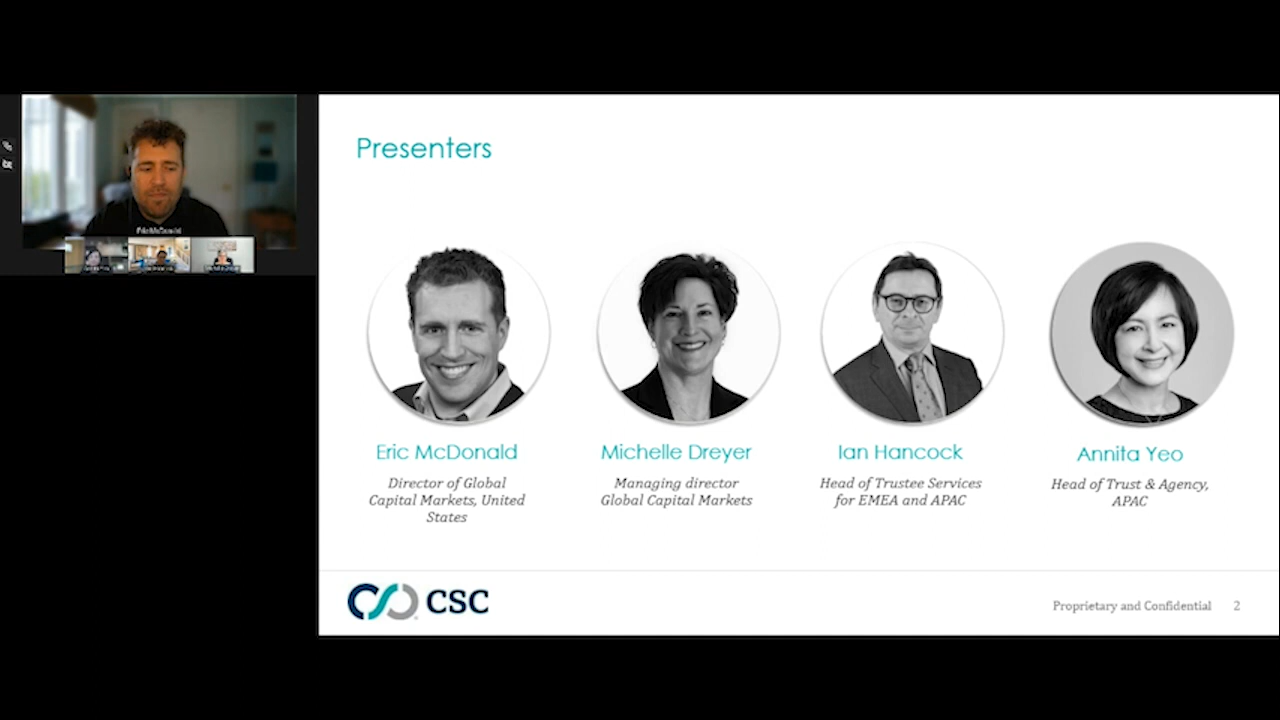 Presenters
Eric McDonald
Eric McDonald
Director of Global
Capital Markets, United
States
Michelle Dreyer
Managing director
Global Capital Markets
Ian Hancock
Head of Trustee Services
for EMEA and APAC
Annita Yeo
Head of Trust & Agency,
APAC
CSC
Proprietary and Confidential 2